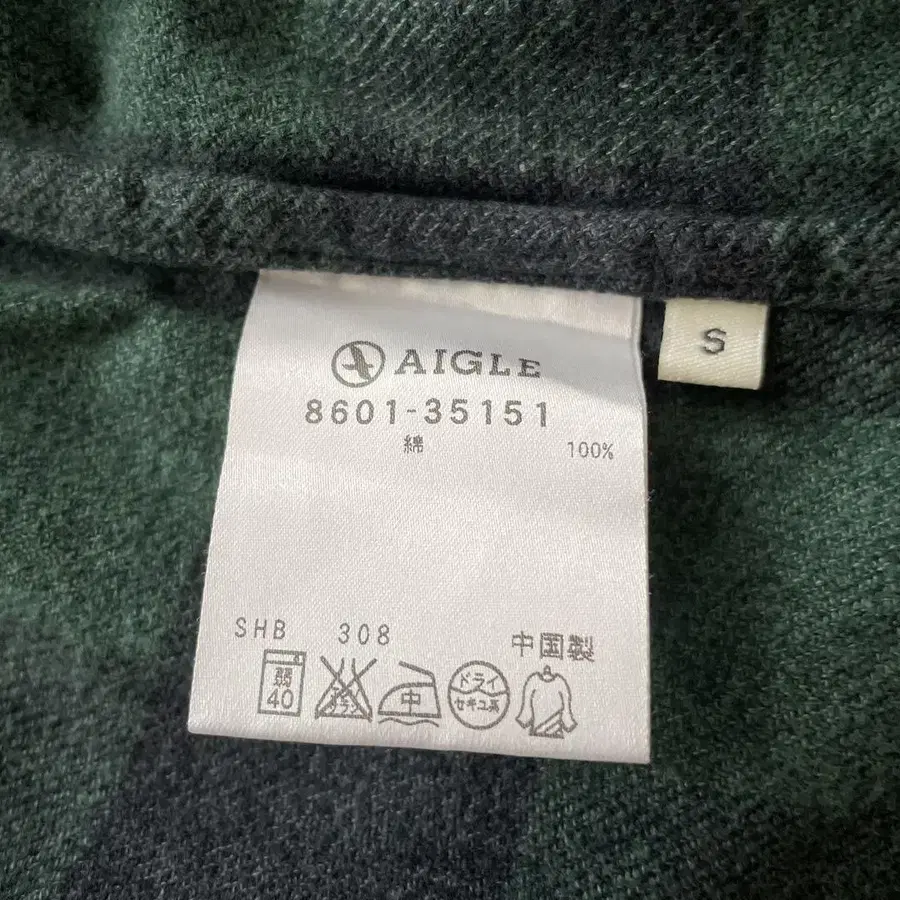 AIGLE
S
8601-35151
綿 100%
SHB 308
中国製
弱 40
中
ドライ
セキユ系